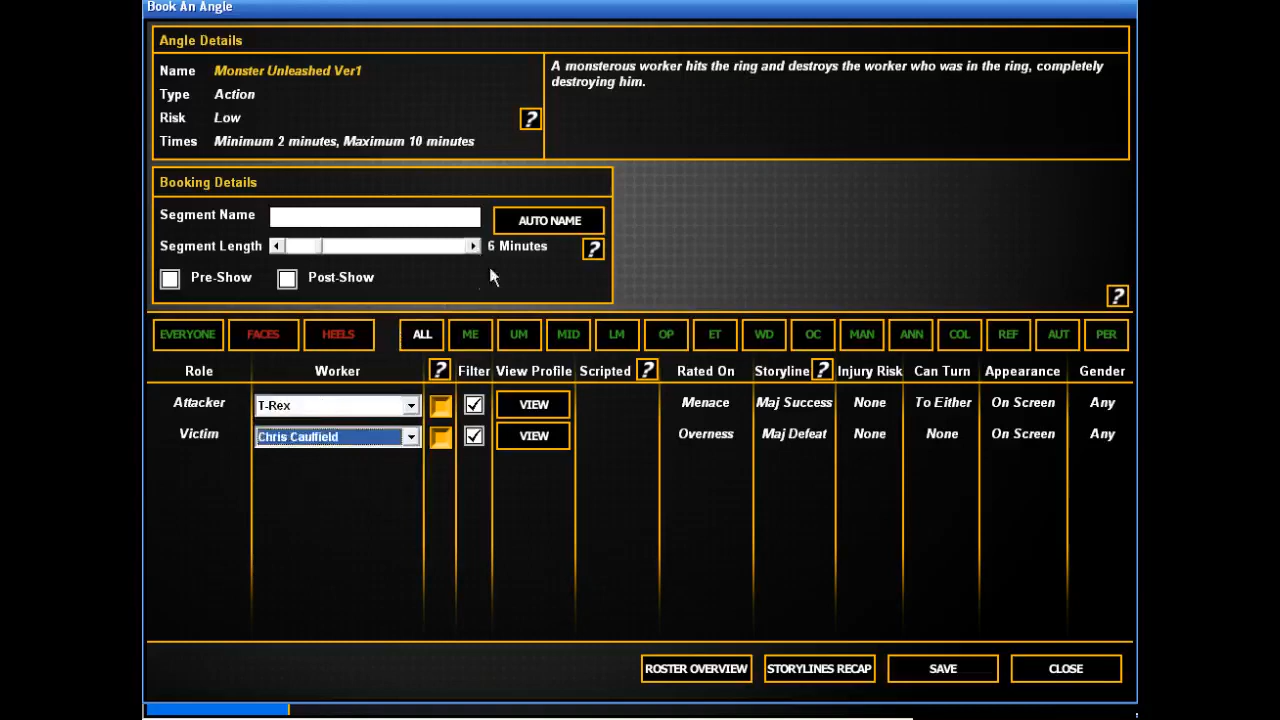 Book An Angle
Angle Details
Name Monster Unleashed Ver1
Type Action
Risk Low
?
Times Minimum 2 minutes, Maximum 10 minutes
A monsterous worker hits the ring and destroys the worker who was in the ring, completely
destroying him.
Booking Details
Segment Name AUTO NAME
Segment Length 6 Minutes ?
Pre-Show Post-Show
?
EVERYONE FACES HEELS ALL ME UM MID LM OP ET WD OC MAN ANN COL REF AUT PER
Role Worker ? Filter View Profile Scripted ? Rated On Storyline ? Injury Risk Can Turn Appearance Gender
Attacker T-Rex VIEW Menace Maj Success None To Either On Screen Any
Victim Chris Caulfield VIEW Overness Maj Defeat None None On Screen Any
ROSTER OVERVIEW STORYLINES RECAP SAVE CLOSE